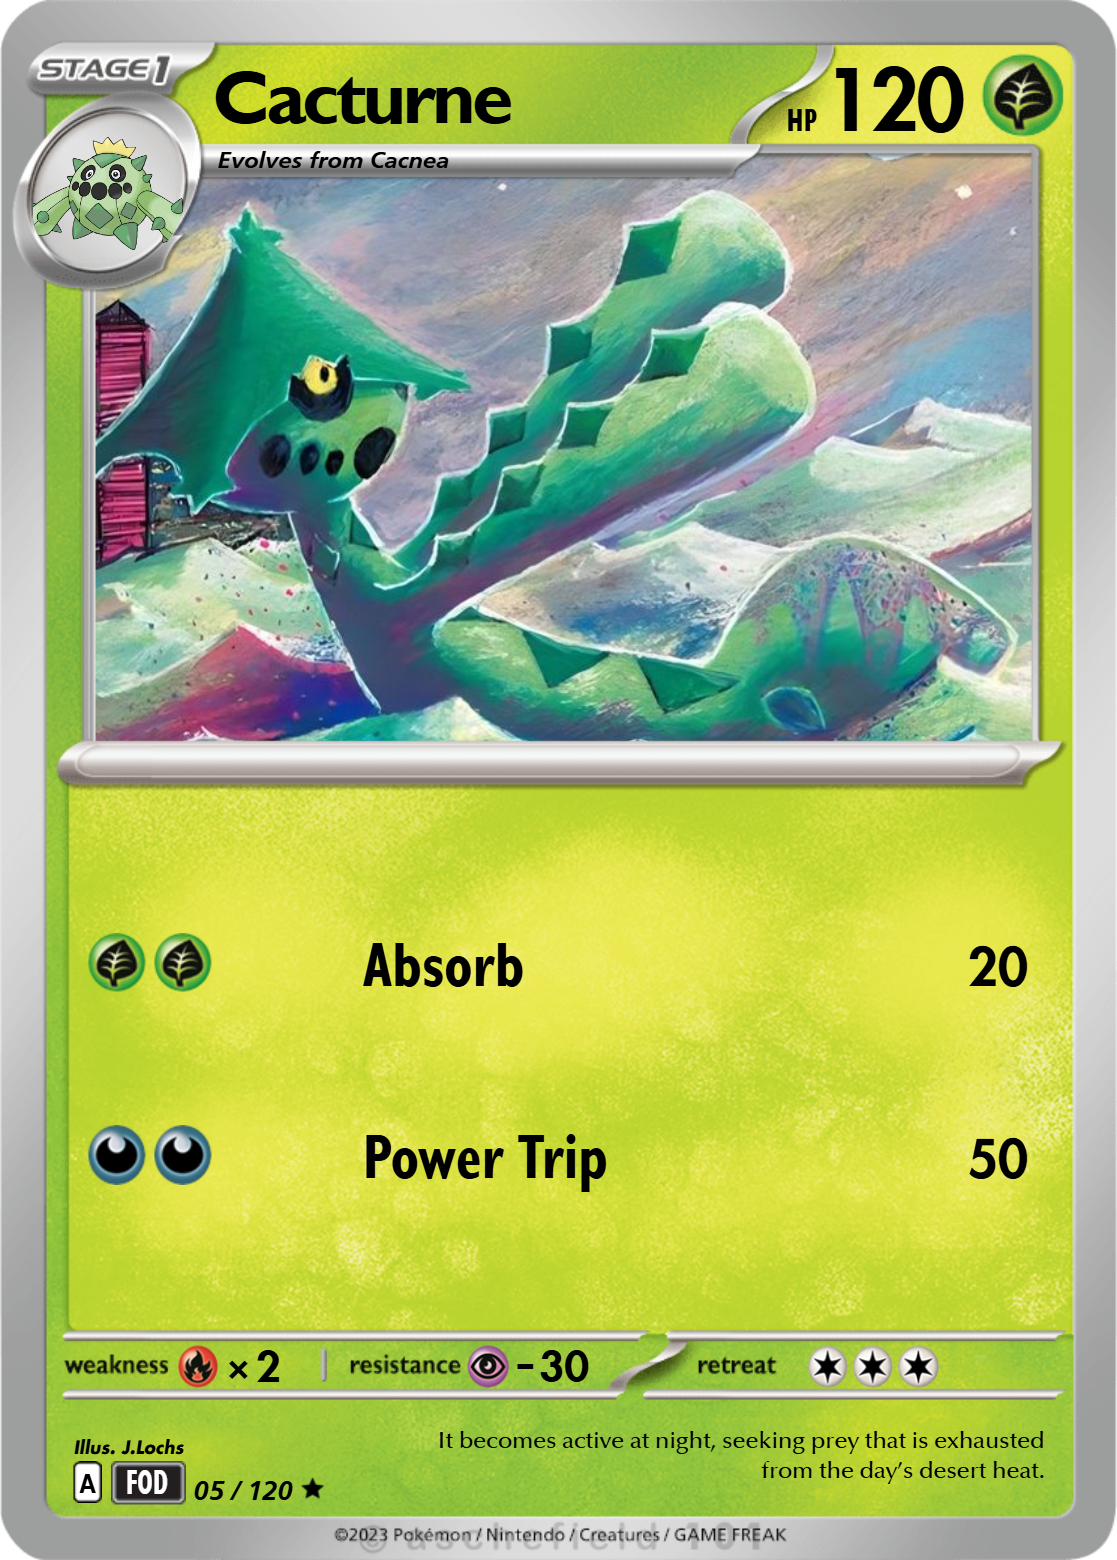 STAGE1
Cacturne
HP 120
Evolves from Cacnea
Absorb 20
Power Trip 50
weakness ×2 resistance -30 retreat
Illus. J.Lochs
It becomes active at night, seeking prey that is exhausted
from the day's desert heat.
A FOD 05 / 120 ★
©2023 Pokémon / Nintendo / Creatures / GAME FREAK